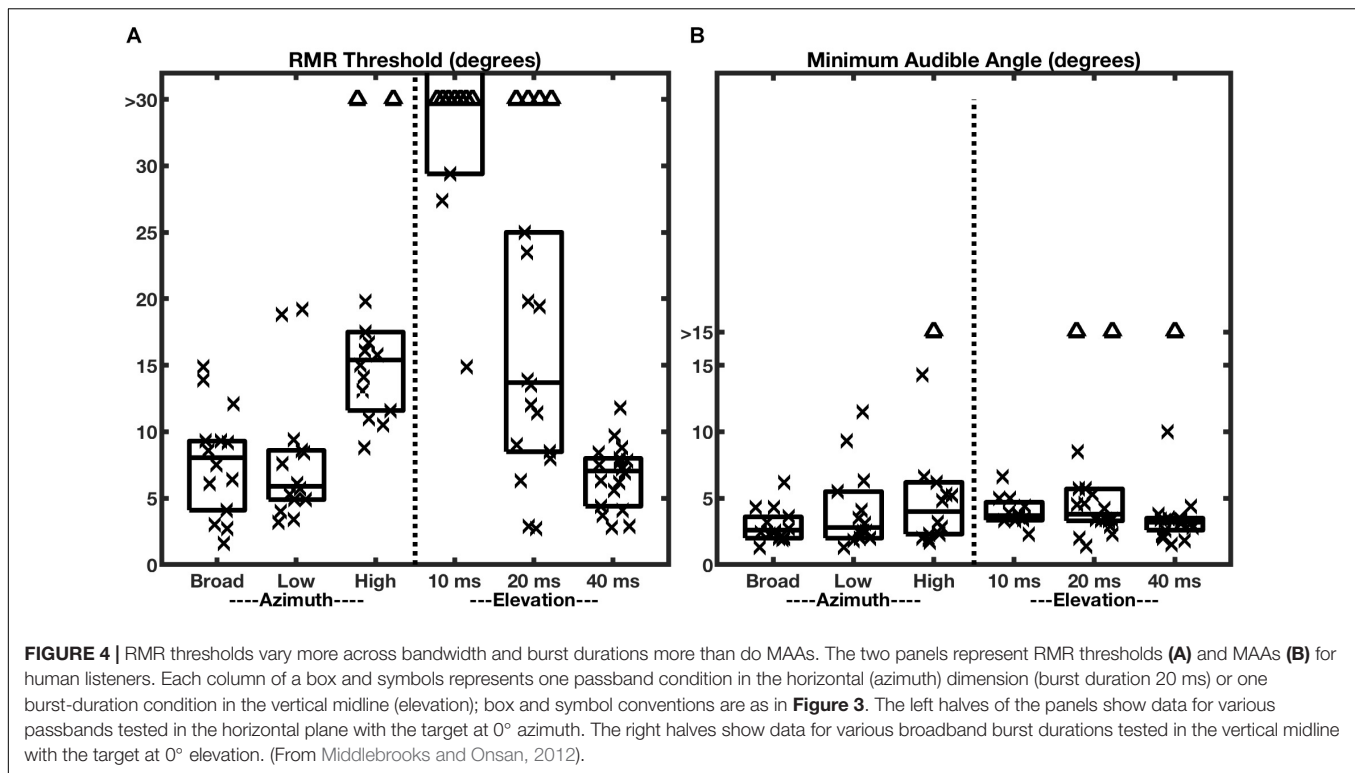 A
B
RMR Threshold (degrees)
Minimum Audible Angle (degrees)
>30
30
25
20
15
10
5
0
>15
15
10
5
0
Broad Low High 10 ms 20 ms 40 ms
----Azimuth---- ---Elevation---
Broad Low High 10 ms 20 ms 40 ms
----Azimuth---- ---Elevation---
FIGURE 4 | RMR thresholds vary more across bandwidth and burst durations more than do MAAs. The two panels represent RMR thresholds (A) and MAAs (B) for
human listeners. Each column of a box and symbols represents one passband condition in the horizontal (azimuth) dimension (burst duration 20 ms) or one
burst-duration condition in the vertical midline (elevation); box and symbol conventions are as in Figure 3. The left halves of the panels show data for various
passbands tested in the horizontal plane with the target at 0° azimuth. The right halves show data for various broadband burst durations tested in the vertical midline
with the target at 0° elevation. (From Middlebrooks and Onsan, 2012).